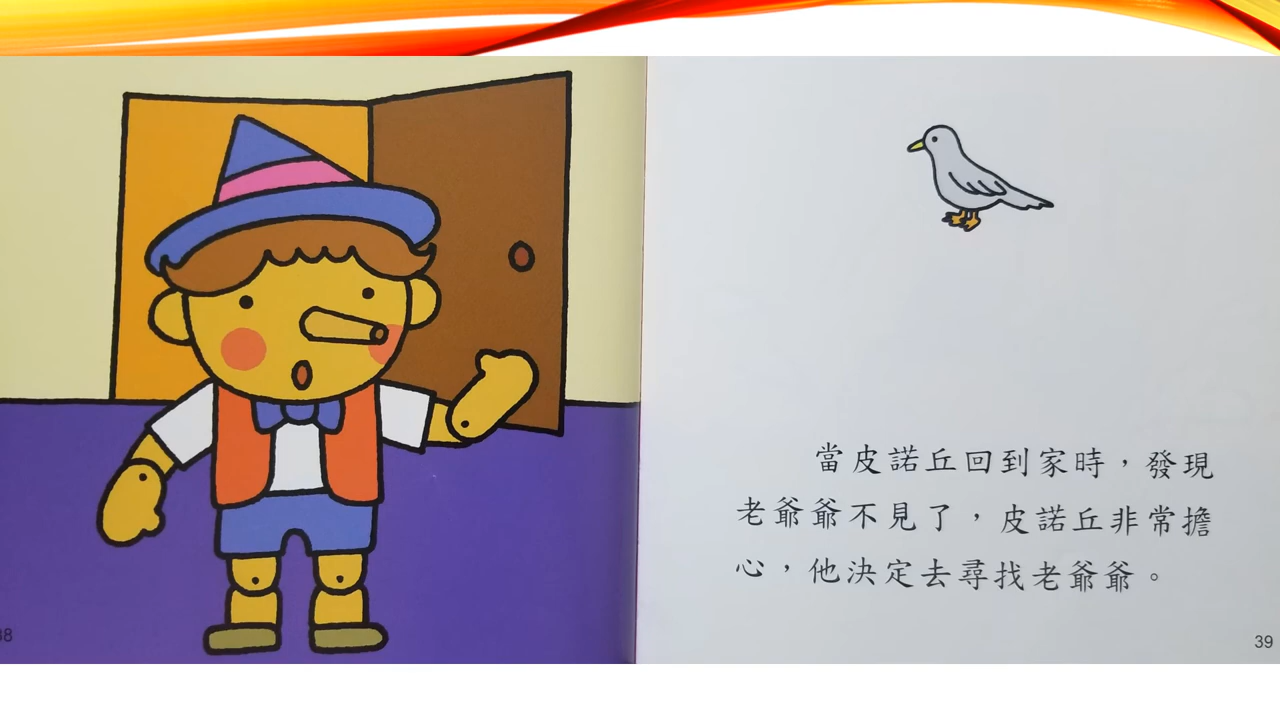 當皮諾丘回到家時，發現
老爺爺不見了，皮諾丘非常擔
心，他決定去尋找老爺爺。
39